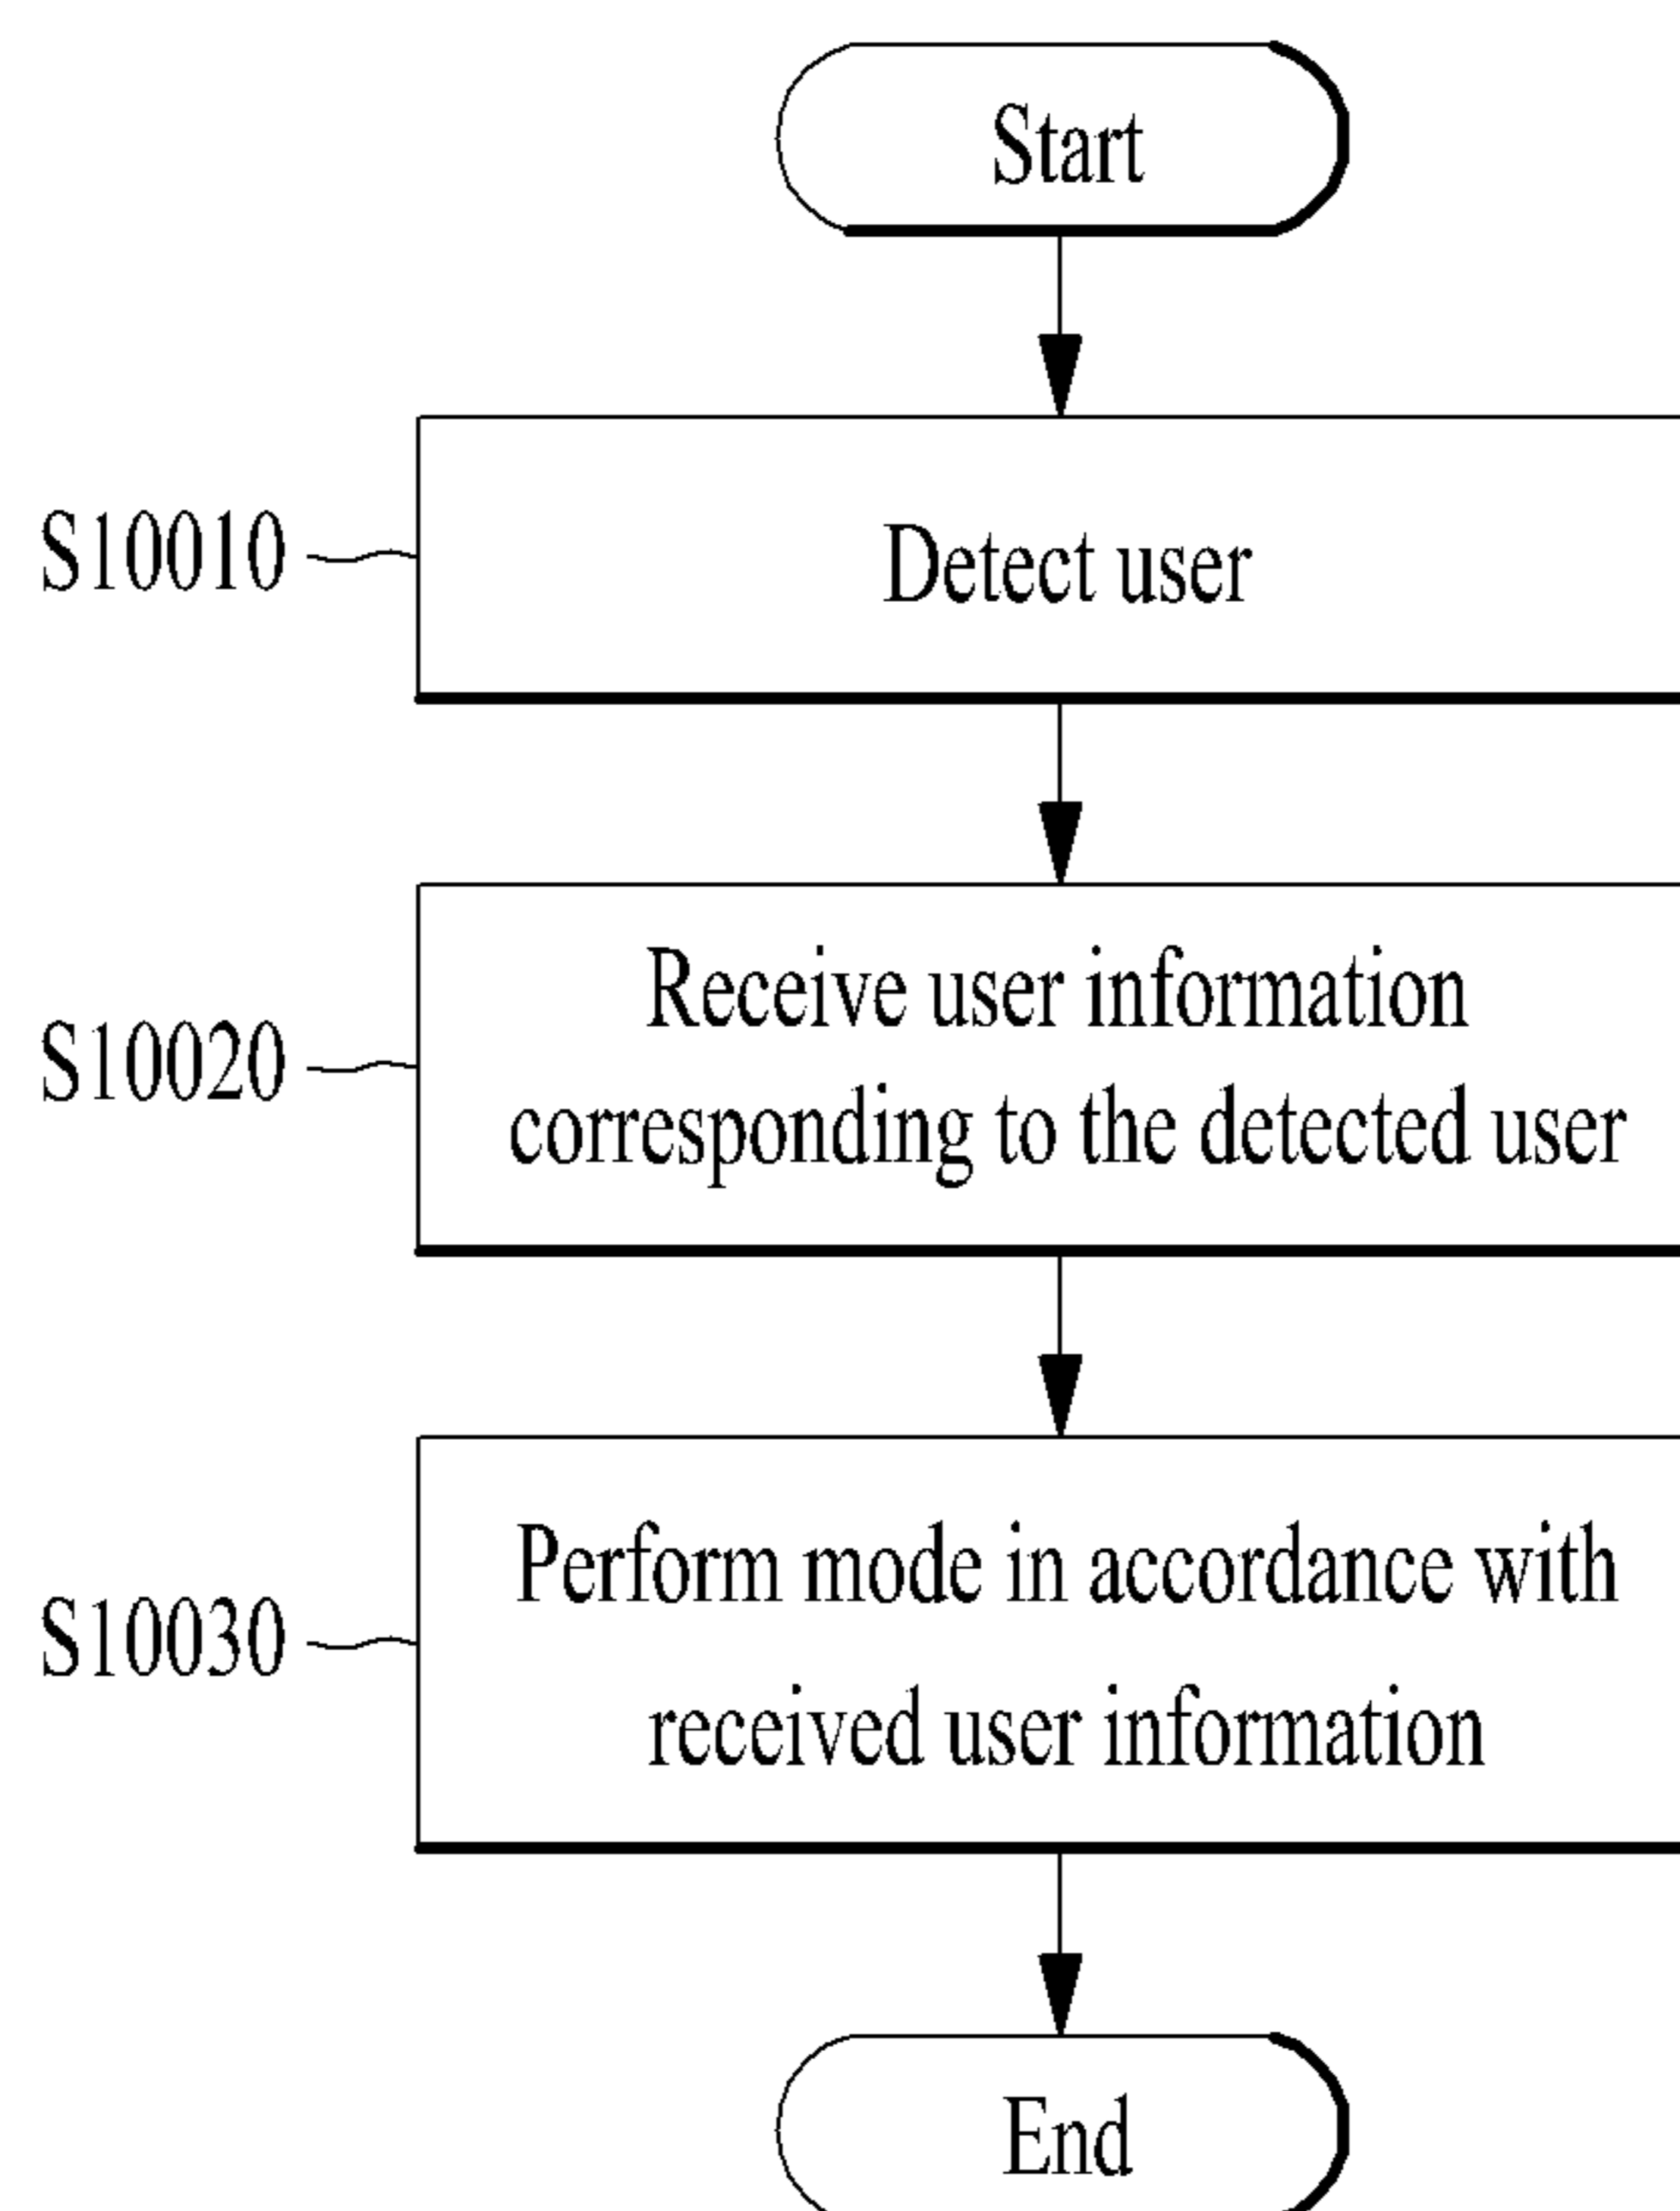 Start
S10010
Detect user
S10020
Receive user information
corresponding to the detected user
S10030
Perform mode in accordance with
received user information
End